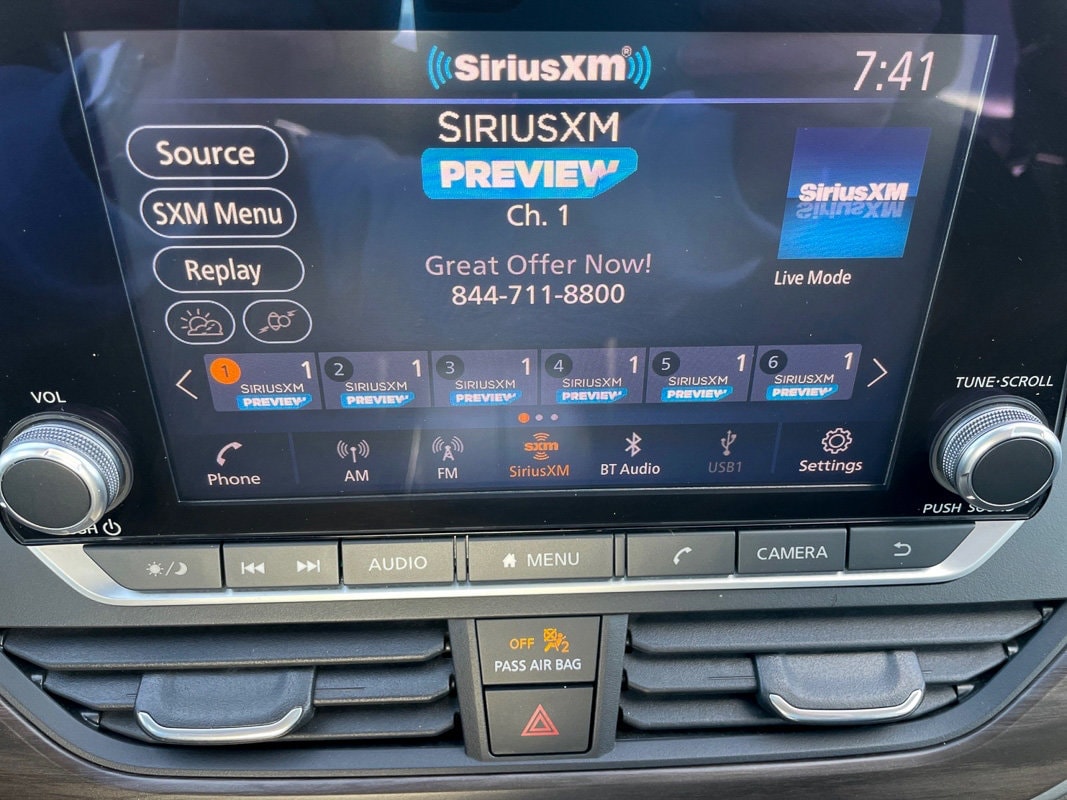 SiriusXM®
7:41
SIRIUSXM
PREVIEW
Ch. 1
Great Offer Now!
844-711-8800
Source
SXM Menu
Replay
SiriusXM
Live Mode
1 1 SIRIUSXM PREVIEW
2 1 SIRIUSXM PREVIEW
3 1 SIRIUSXM PREVIEW
4 1 SIRIUSXM PREVIEW
5 1 SIRIUSXM PREVIEW
6 1 SIRIUSXM PREVIEW
VOL
TUNE·SCROLL
Phone
AM
FM
sxm
SiriusXM
BT Audio
USB1
Settings
PUSH
AUDIO
MENU
CAMERA
OFF 2
PASS AIR BAG